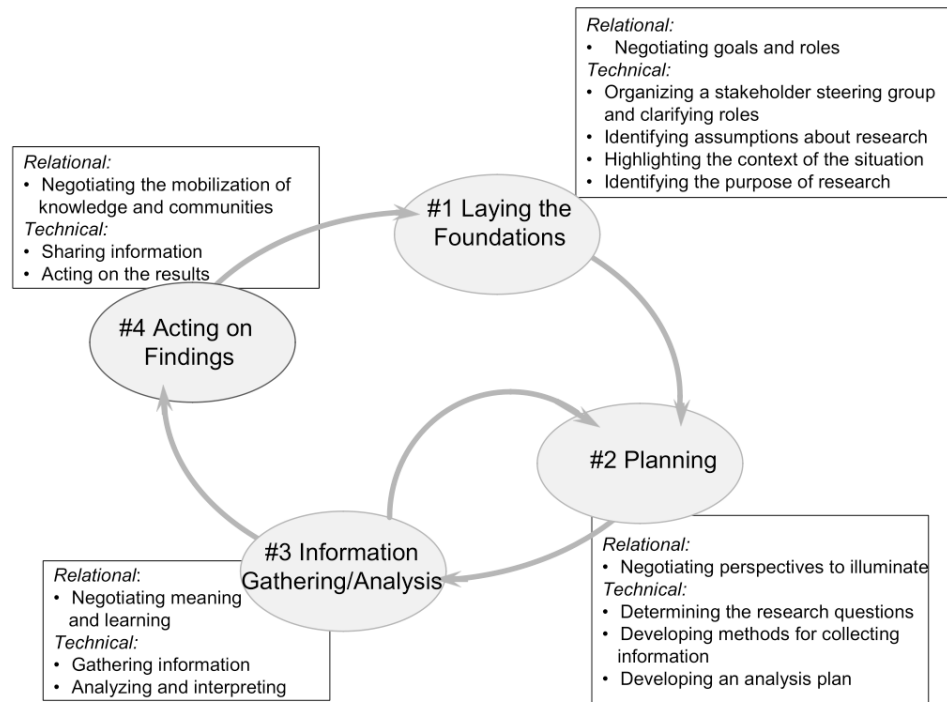 Relational:
• Negotiating goals and roles
Technical:
• Organizing a stakeholder steering group
and clarifying roles
• Identifying assumptions about research
• Highlighting the context of the situation
• Identifying the purpose of research
Relational:
• Negotiating the mobilization of
knowledge and communities
Technical:
• Sharing information
• Acting on the results
#1 Laying the
Foundations
#4 Acting on
Findings
#2 Planning
#3 Information
Gathering/Analysis
Relational:
• Negotiating perspectives to illuminate
Technical:
• Determining the research questions
• Developing methods for collecting
information
• Developing an analysis plan
Relational:
• Negotiating meaning
and learning
Technical:
• Gathering information
• Analyzing and interpreting